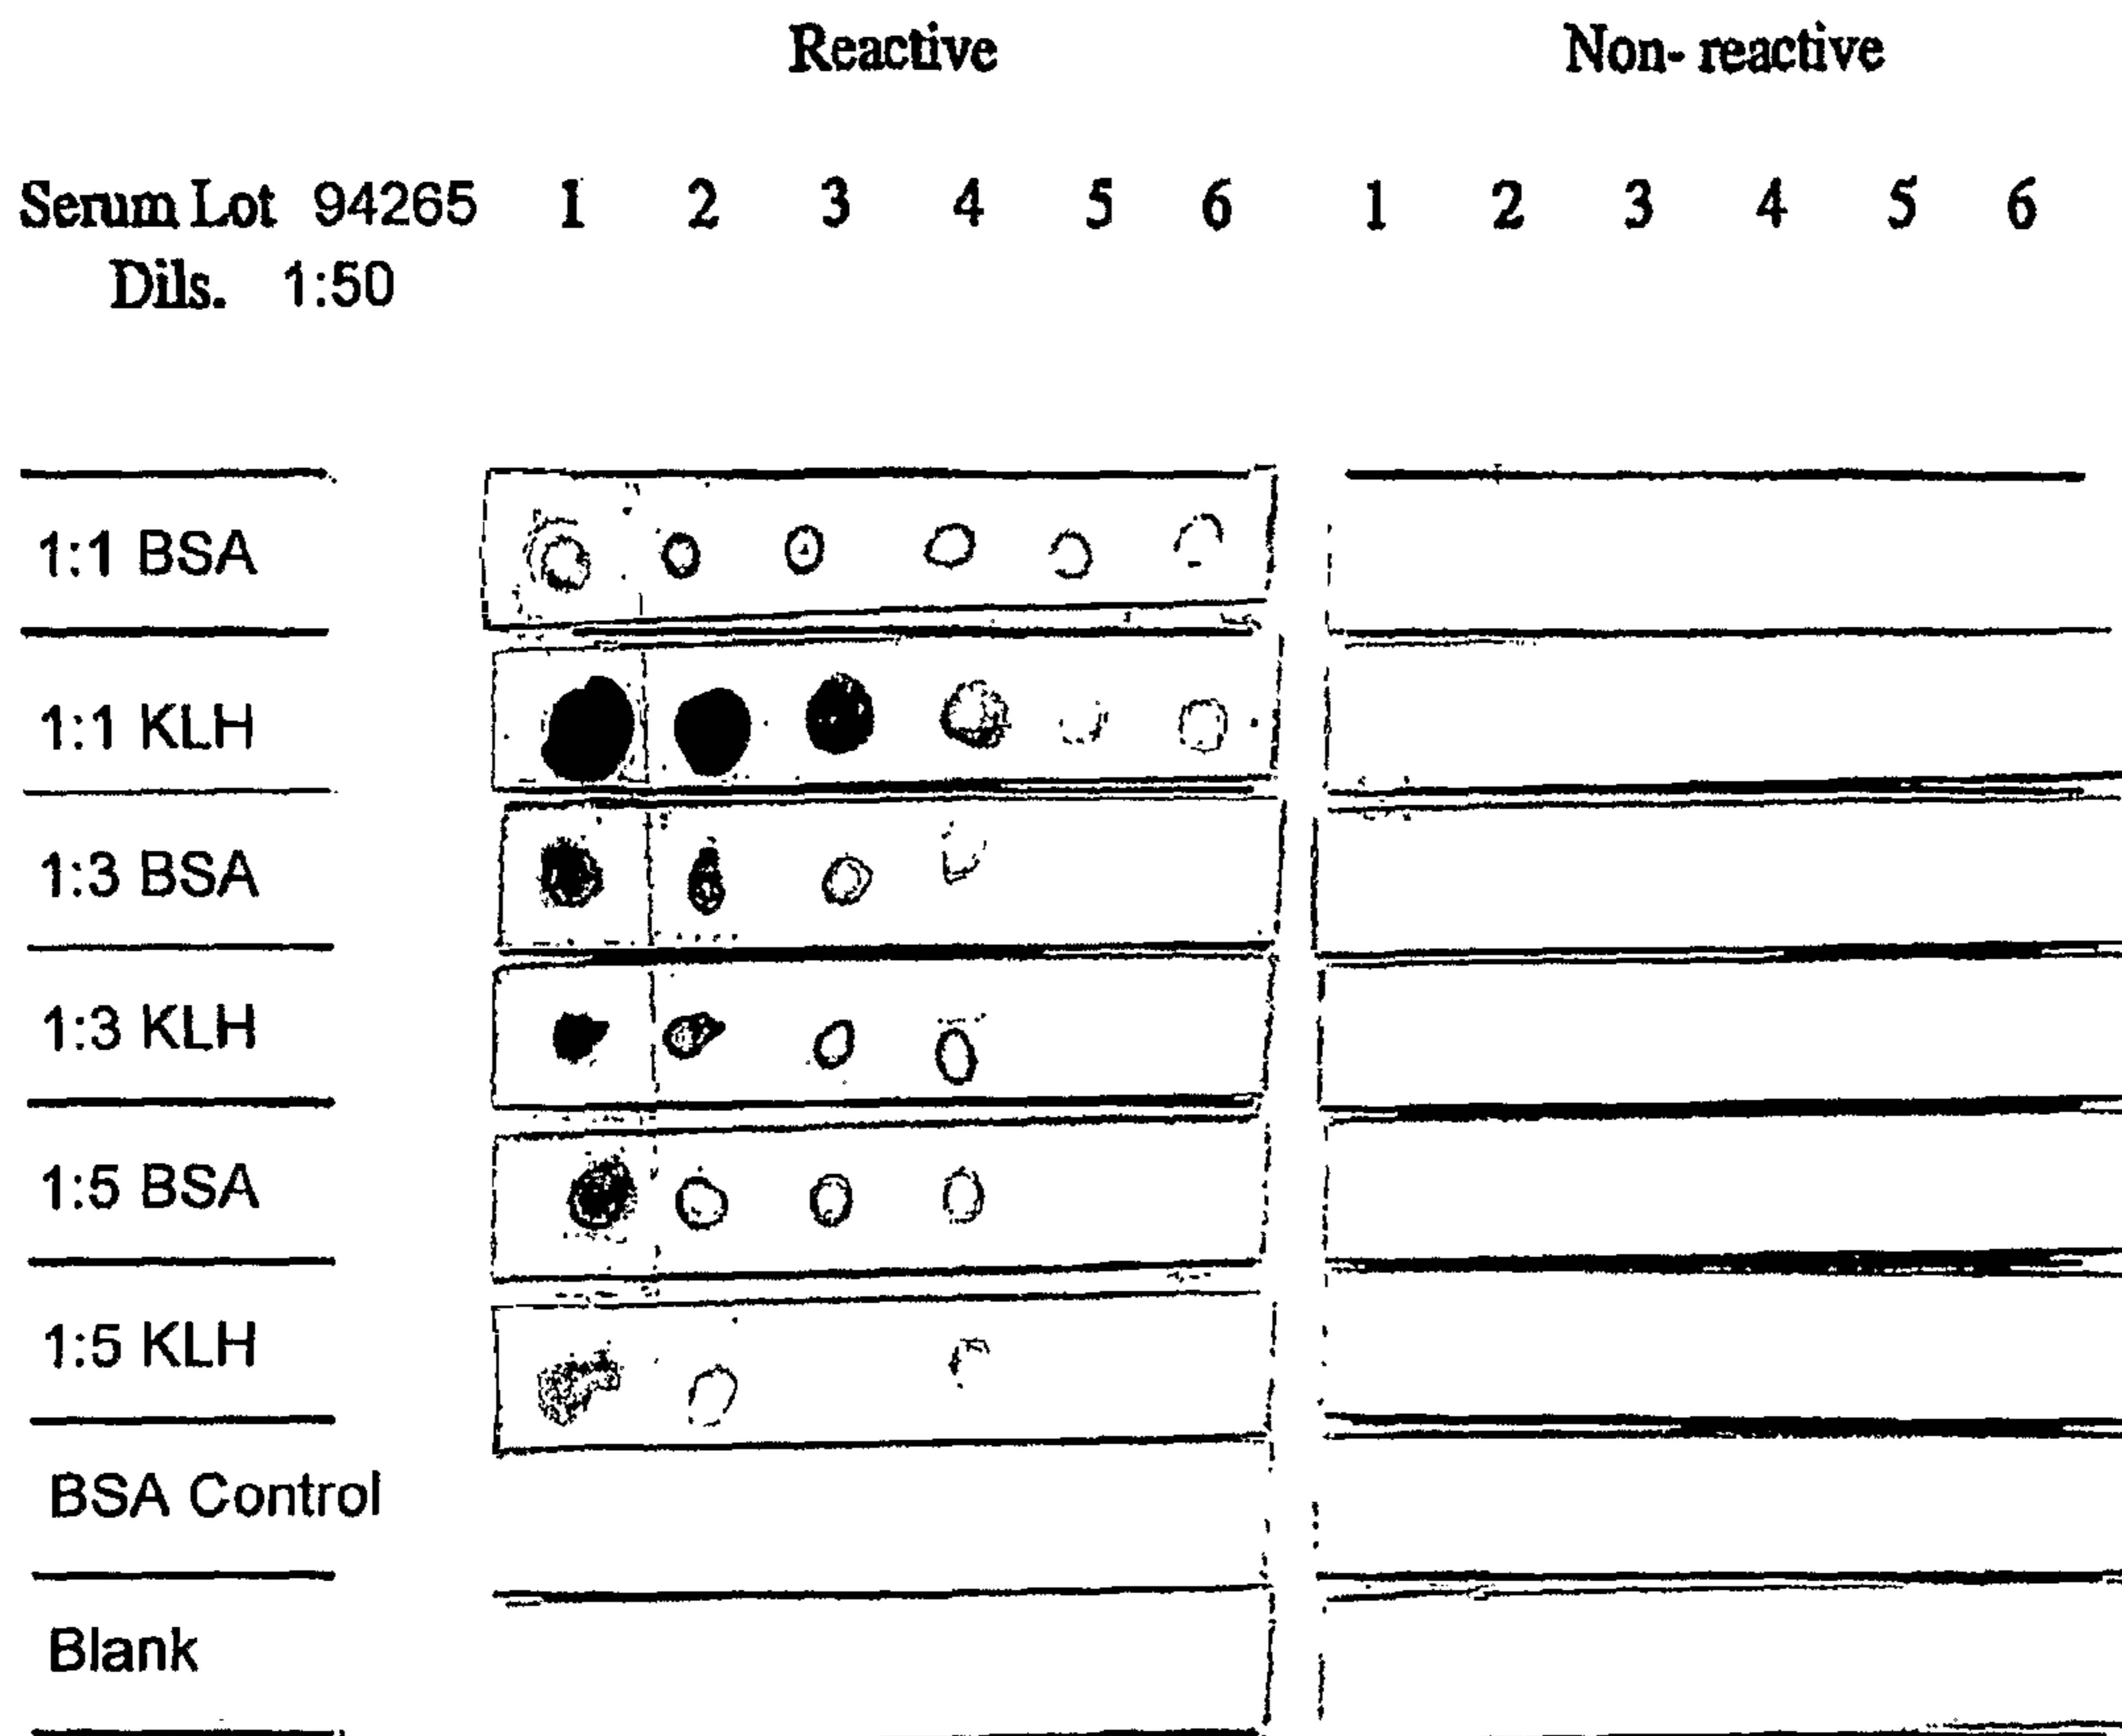 Reactive Non- reactive
Serum Lot 94265 1 2 3 4 5 6 1 2 3 4 5 6
Dils. 1:50
1:1 BSA
1:1 KLH
1:3 BSA
1:3 KLH
1:5 BSA
1:5 KLH
BSA Control
Blank